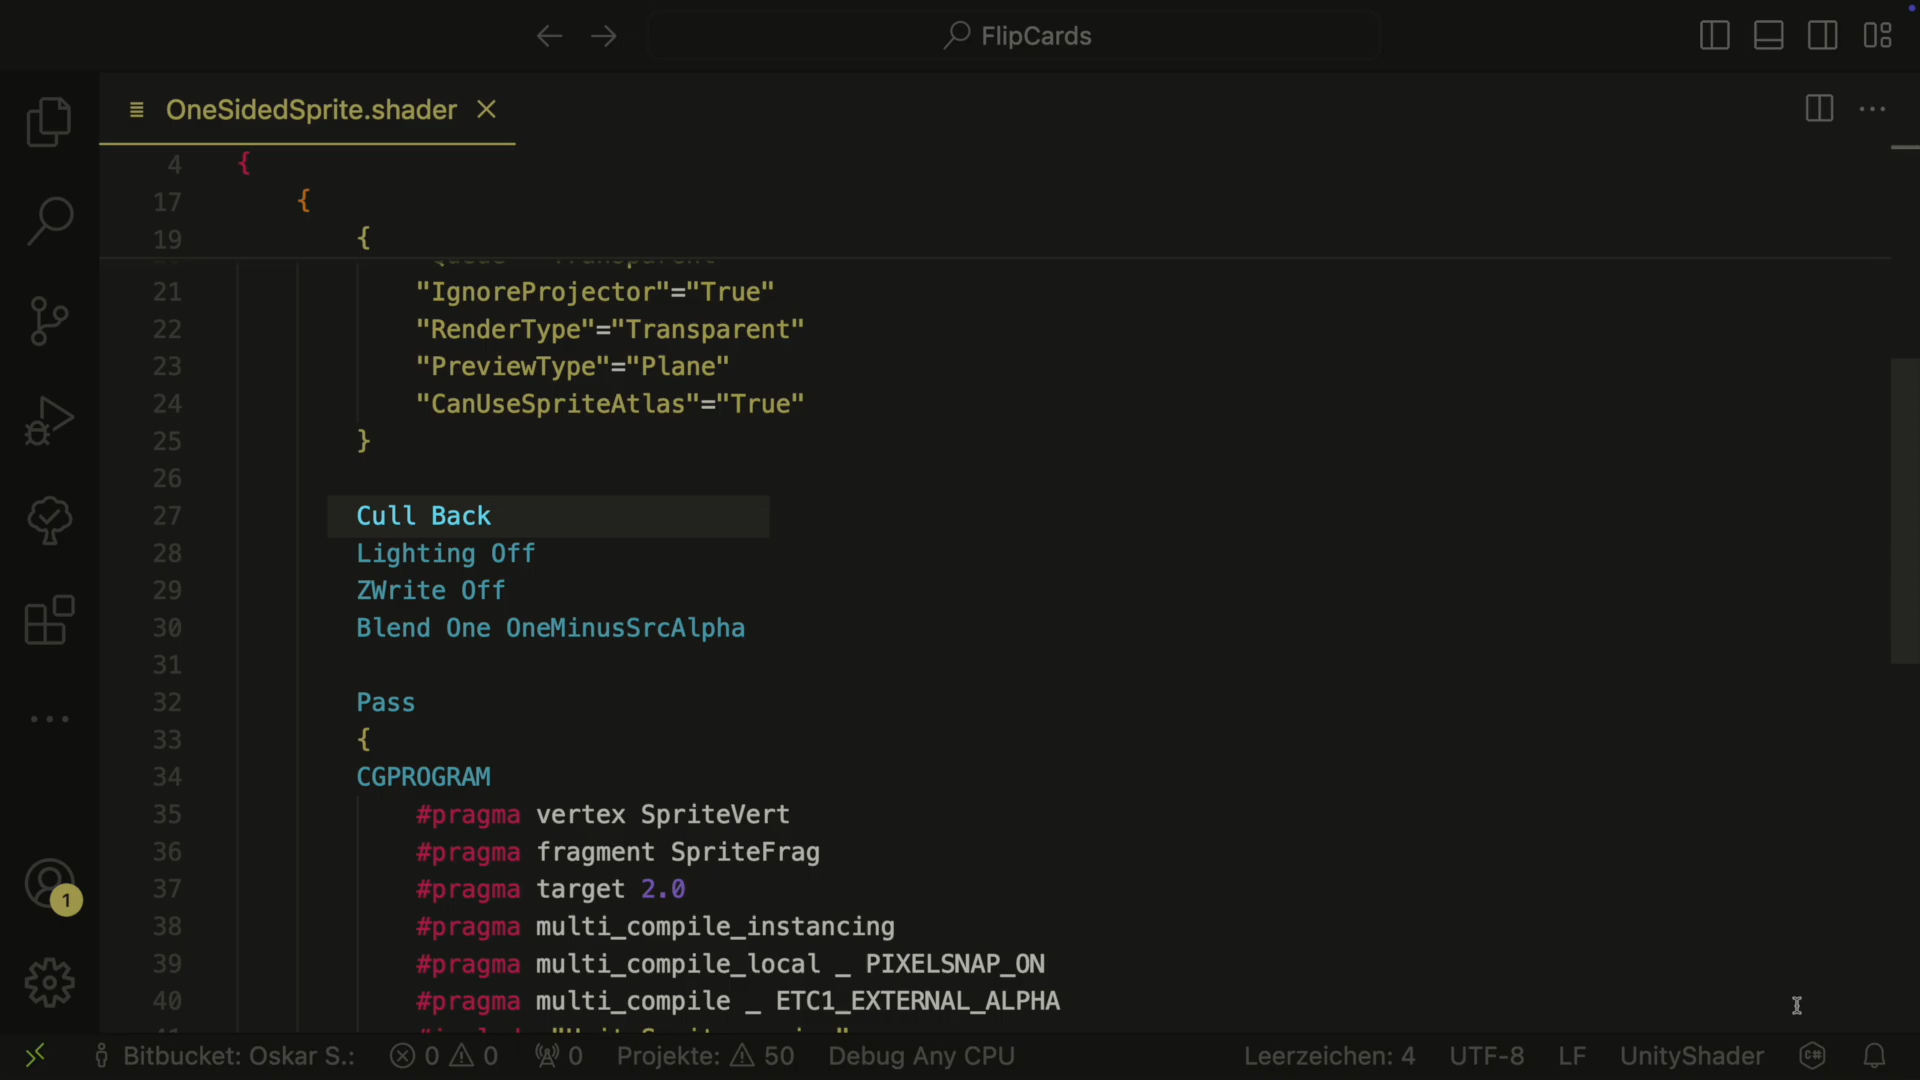 FlipCards
OneSidedSprite.shader
4 {
17 {
19 {
21 "IgnoreProjector"="True"
22 "RenderType"="Transparent"
23 "PreviewType"="Plane"
24 "CanUseSpriteAtlas"="True"
25 }
26
27 Cull Back
28 Lighting Off
29 ZWrite Off
30 Blend One OneMinusSrcAlpha
31
32 Pass
33 {
34 CGPROGRAM
35 #pragma vertex SpriteVert
36 #pragma fragment SpriteFrag
37 #pragma target 2.0
38 #pragma multi_compile_instancing
39 #pragma multi_compile_local _ PIXELSNAP_ON
40 #pragma multi_compile _ ETC1_EXTERNAL_ALPHA
1
Bitbucket: Oskar S.: 0 0 0 Projekte: 50 Debug Any CPU Leerzeichen: 4 UTF-8 LF UnityShader